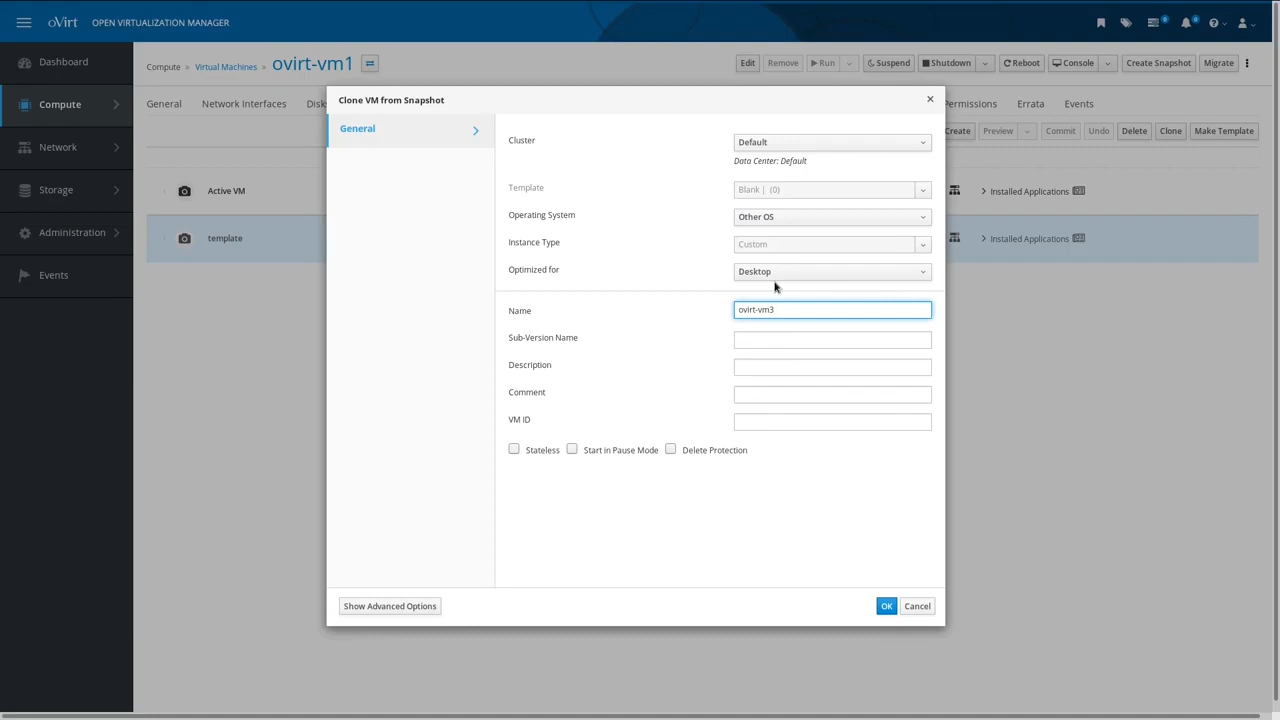 oVirt OPEN VIRTUALIZATION MANAGER
Dashboard
Compute
Network
Storage
Administration
Events
Compute » Virtual Machines » ovirt-vm1
Edit Remove Run Suspend Shutdown Reboot Console Create Snapshot Migrate
General Network Interfaces Permissions Errata Events
Create Preview Commit Undo Delete Clone Make Template
Active VM Installed Applications
template Installed Applications
Clone VM from Snapshot
General
Cluster Default
Data Center: Default
Template Blank | (0)
Operating System Other OS
Instance Type Custom
Optimized for Desktop
Name ovirt-vm3
Sub-Version Name
Description
Comment
VM ID
Stateless Start in Pause Mode Delete Protection
Show Advanced Options OK Cancel